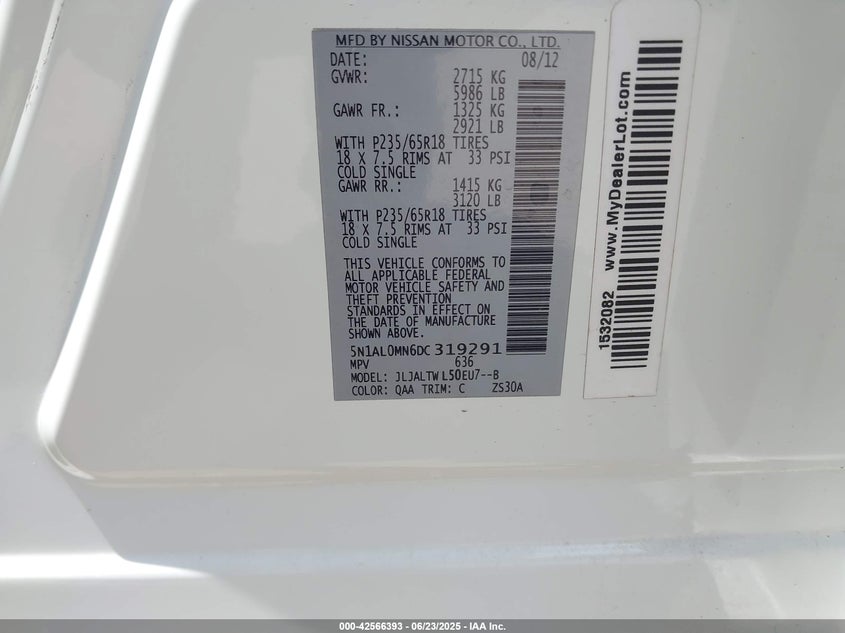 MFD BY NISSAN MOTOR CO., LTD.
DATE: 08/12
GVWR: 2715 KG
5986 LB
GAWR FR.: 1325 KG
2921 LB
WITH P235/65R18 TIRES
18 X 7.5 RIMS AT 33 PSI
COLD SINGLE
GAWR RR.: 1415 KG
3120 LB
WITH P235/65R18 TIRES
18 X 7.5 RIMS AT 33 PSI
COLD SINGLE
THIS VEHICLE CONFORMS TO
ALL APPLICABLE FEDERAL
MOTOR VEHICLE SAFETY AND
THEFT PREVENTION
STANDARDS IN EFFECT ON
THE DATE OF MANUFACTURE
SHOWN ABOVE.
5N1AL0MN6DC 319291
MPV 636
MODEL: JLJALTW L50EU7--B
COLOR: QAA TRIM: C ZS30A
1532082 www.MyDealerLot.com
000-42566393 - 06/23/2025 - IAA Inc.